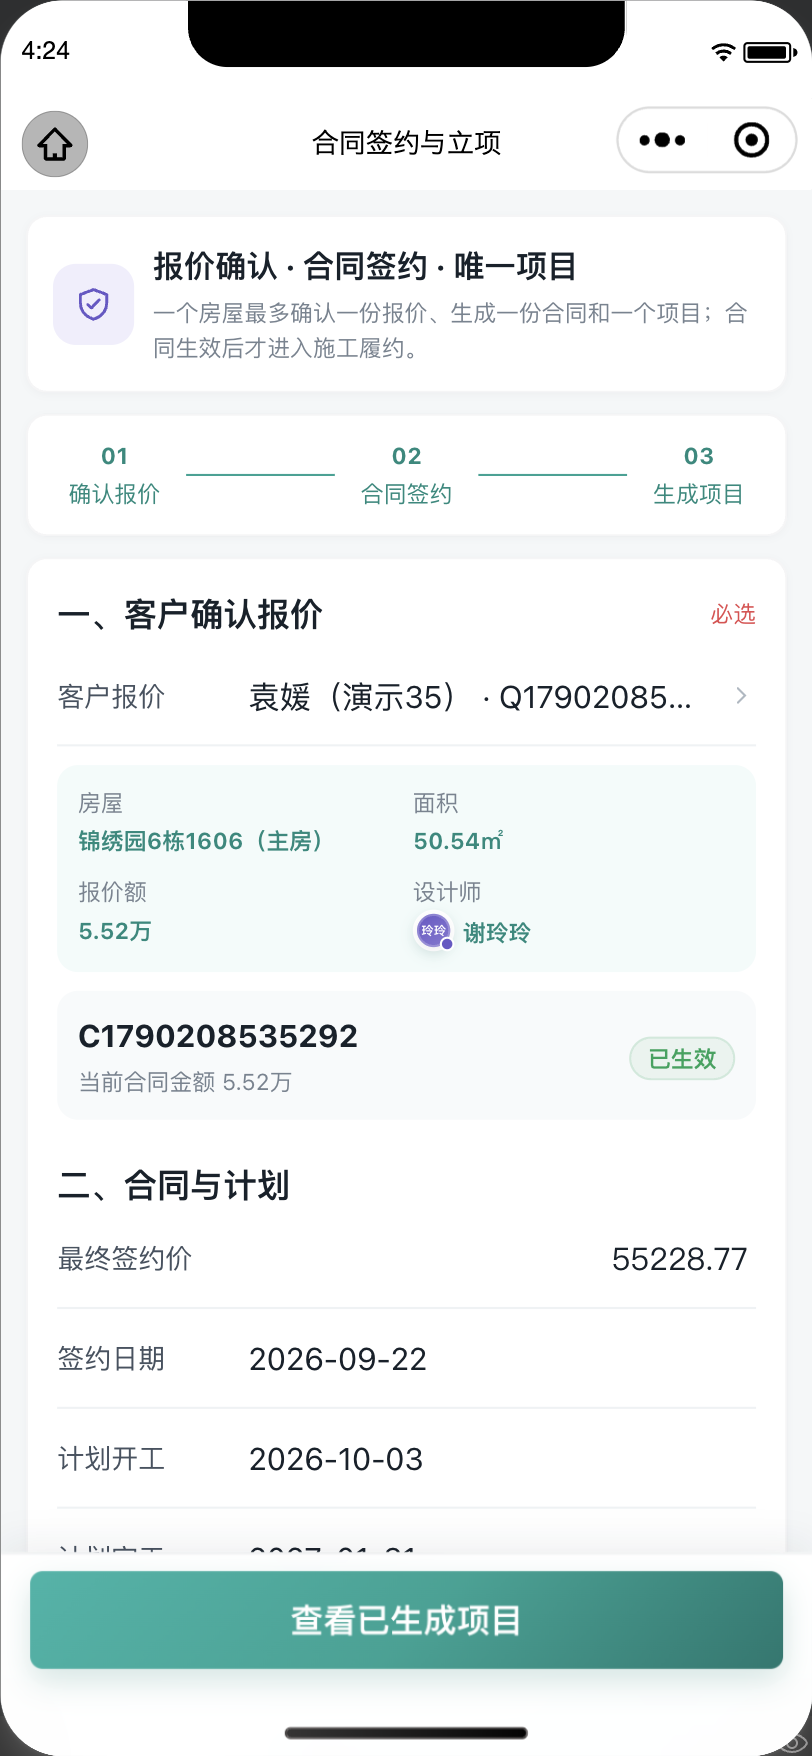 4:24
合同签约与立项
报价确认 · 合同签约 · 唯一项目
一个房屋最多确认一份报价、生成一份合同和一个项目；合
同生效后才进入施工履约。
01
02
03
确认报价
合同签约
生成项目
一、客户确认报价
必选
客户报价
袁媛（演示35） · Q17902085...
房屋
面积
锦绣园6栋1606（主房）
50.54㎡
报价额
设计师
5.52万
玲玲
谢玲玲
C1790208535292
已生效
当前合同金额 5.52万
二、合同与计划
最终签约价
55228.77
签约日期
2026-09-22
计划开工
2026-10-03
查看已生成项目